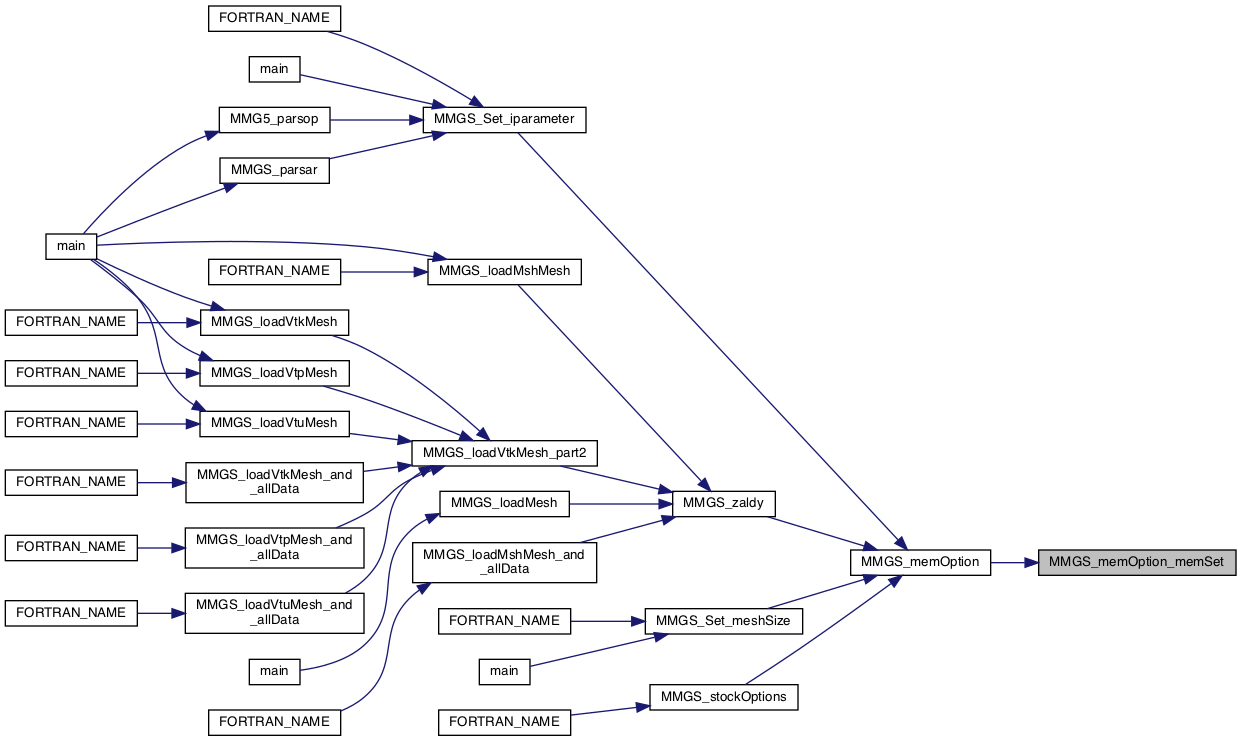 FORTRAN_NAME
main
MMGS_Set_iparameter
MMG5_parsop
MMGS_parsar
main
MMGS_loadMshMesh
FORTRAN_NAME
MMGS_loadVtkMesh
FORTRAN_NAME
MMGS_loadVtpMesh
FORTRAN_NAME
MMGS_loadVtuMesh
FORTRAN_NAME
MMGS_loadVtkMesh_part2
MMGS_loadVtkMesh_and
_allData
FORTRAN_NAME
MMGS_loadMesh
MMGS_zaldy
MMGS_loadVtpMesh_and
_allData
FORTRAN_NAME
MMGS_loadMshMesh_and
_allData
MMGS_memOption
MMGS_memOption_memSet
MMGS_loadVtuMesh_and
_allData
FORTRAN_NAME
FORTRAN_NAME
MMGS_Set_meshSize
main
main
MMGS_stockOptions
FORTRAN_NAME
FORTRAN_NAME